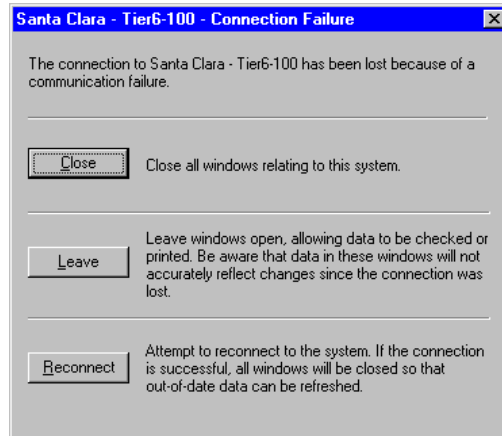 Santa Clara - Tier6-100 - Connection Failure
The connection to Santa Clara - Tier6-100 has been lost because of a
communication failure.
Close
Close all windows relating to this system.
Leave
Leave windows open, allowing data to be checked or
printed. Be aware that data in these windows will not
accurately reflect changes since the connection was
lost.
Reconnect
Attempt to reconnect to the system. If the connection
is successful, all windows will be closed so that
out-of-date data can be refreshed.